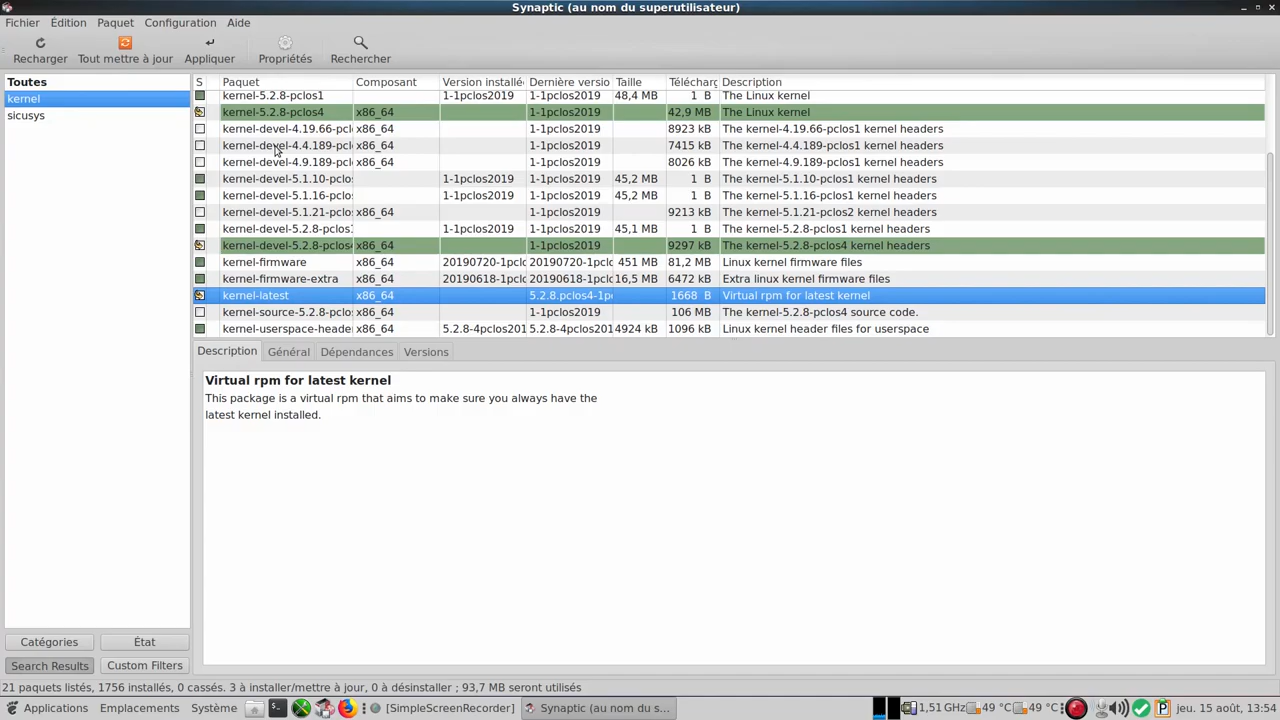 Synaptic (au nom du superutilisateur)
Fichier Édition Paquet Configuration Aide
Recharger Tout mettre à jour Appliquer Propriétés Rechercher
Toutes
kernel
sicusys
S Paquet Composant Version installée Dernière versio Taille Télécharg Description
kernel-5.2.8-pclos1 1-1pclos2019 1-1pclos2019 48,4 MB 1 B The Linux kernel
kernel-5.2.8-pclos4 x86_64 1-1pclos2019 42,9 MB The Linux kernel
kernel-devel-4.19.66-pclo x86_64 1-1pclos2019 8923 kB The kernel-4.19.66-pclos1 kernel headers
kernel-devel-4.4.189-pclo x86_64 1-1pclos2019 7415 kB The kernel-4.4.189-pclos1 kernel headers
kernel-devel-4.9.189-pclo x86_64 1-1pclos2019 8026 kB The kernel-4.9.189-pclos1 kernel headers
kernel-devel-5.1.10-pclos 1-1pclos2019 1-1pclos2019 45,2 MB 1 B The kernel-5.1.10-pclos1 kernel headers
kernel-devel-5.1.16-pclos 1-1pclos2019 1-1pclos2019 45,2 MB 1 B The kernel-5.1.16-pclos1 kernel headers
kernel-devel-5.1.21-pclos x86_64 1-1pclos2019 9213 kB The kernel-5.1.21-pclos2 kernel headers
kernel-devel-5.2.8-pclos1 1-1pclos2019 1-1pclos2019 45,1 MB 1 B The kernel-5.2.8-pclos1 kernel headers
kernel-devel-5.2.8-pclos4 x86_64 1-1pclos2019 9297 kB The kernel-5.2.8-pclos4 kernel headers
kernel-firmware x86_64 20190720-1pclo 20190720-1pclo 451 MB 81,2 MB Linux kernel firmware files
kernel-firmware-extra x86_64 20190618-1pclo 20190618-1pclo 16,5 MB 6472 kB Extra linux kernel firmware files
kernel-latest x86_64 5.2.8.pclos4-1p 1668 B Virtual rpm for latest kernel
kernel-source-5.2.8-pclos x86_64 1-1pclos2019 106 MB The kernel-5.2.8-pclos4 source code.
kernel-userspace-header x86_64 5.2.8-4pclos201 5.2.8-4pclos201 4924 kB 1096 kB Linux kernel header files for userspace
Description Général Dépendances Versions
Virtual rpm for latest kernel
This package is a virtual rpm that aims to make sure you always have the
latest kernel installed.
Catégories État
Search Results Custom Filters
21 paquets listés, 1756 installés, 0 cassés. 3 à installer/mettre à jour, 0 à désinstaller ; 93,7 MB seront utilisés
Applications Emplacements Système [SimpleScreenRecorder] Synaptic (au nom du s... 1,51 GHz 49 °C 49 °C jeu. 15 août, 13:54